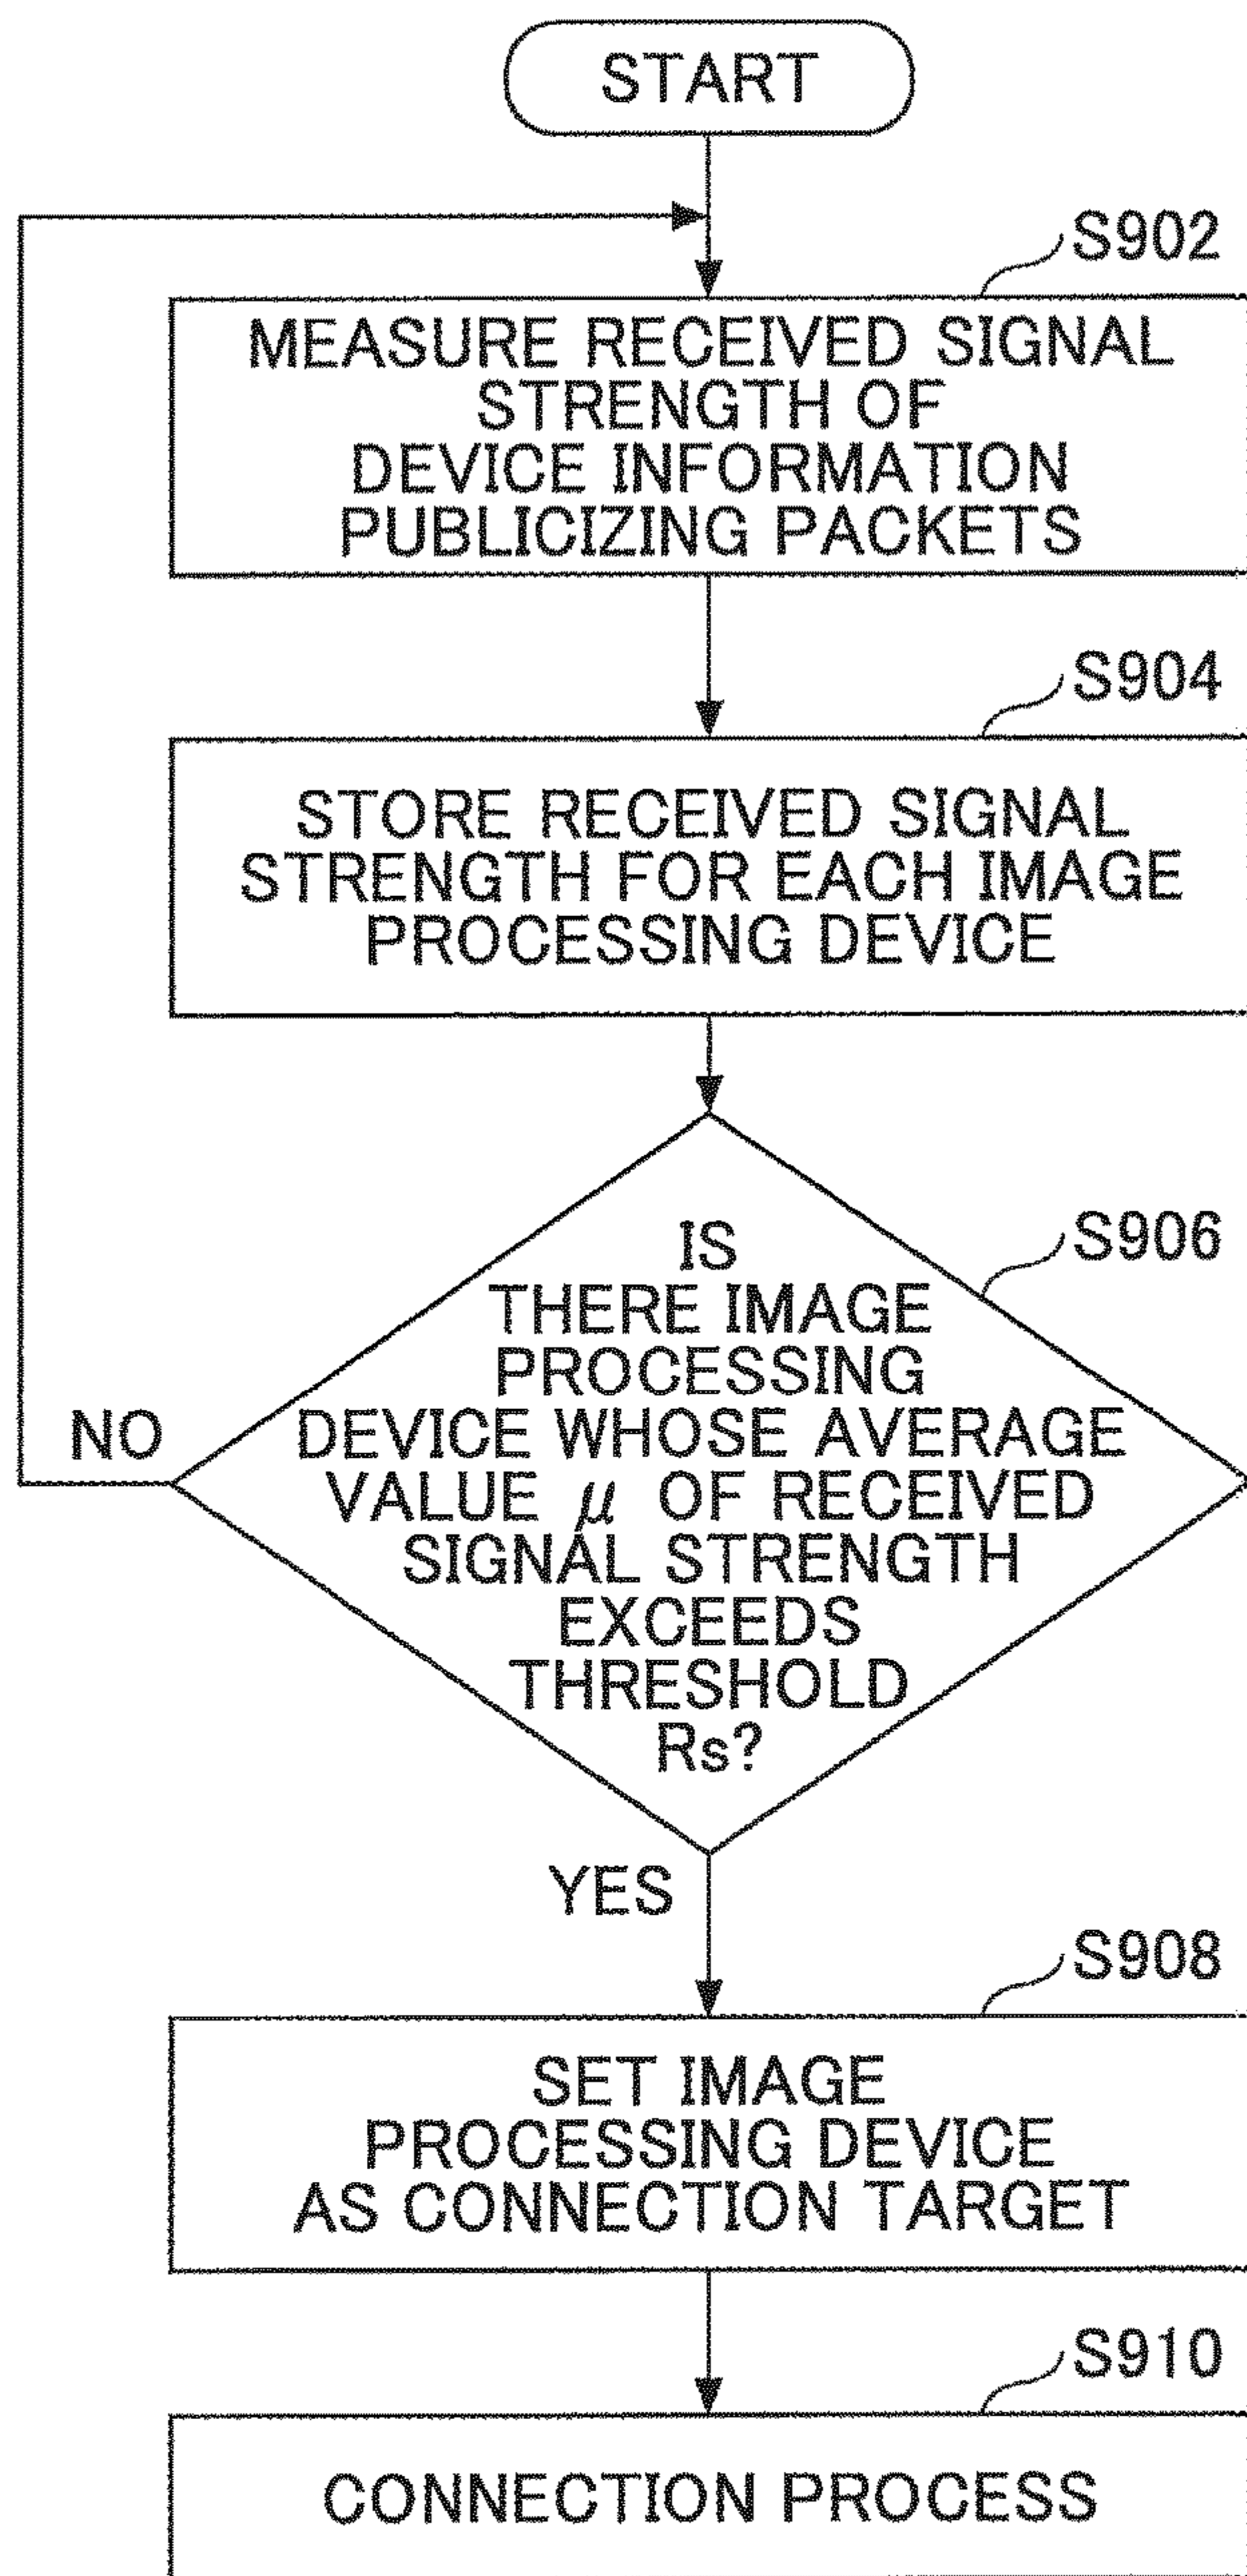 START
S902
MEASURE RECEIVED SIGNAL
STRENGTH OF
DEVICE INFORMATION
PUBLICIZING PACKETS
S904
STORE RECEIVED SIGNAL
STRENGTH FOR EACH IMAGE
PROCESSING DEVICE
S906
IS
THERE IMAGE
PROCESSING
DEVICE WHOSE AVERAGE
VALUE μ OF RECEIVED
SIGNAL STRENGTH
EXCEEDS
THRESHOLD
Rs?
NO
YES
S908
SET IMAGE
PROCESSING DEVICE
AS CONNECTION TARGET
S910
CONNECTION PROCESS